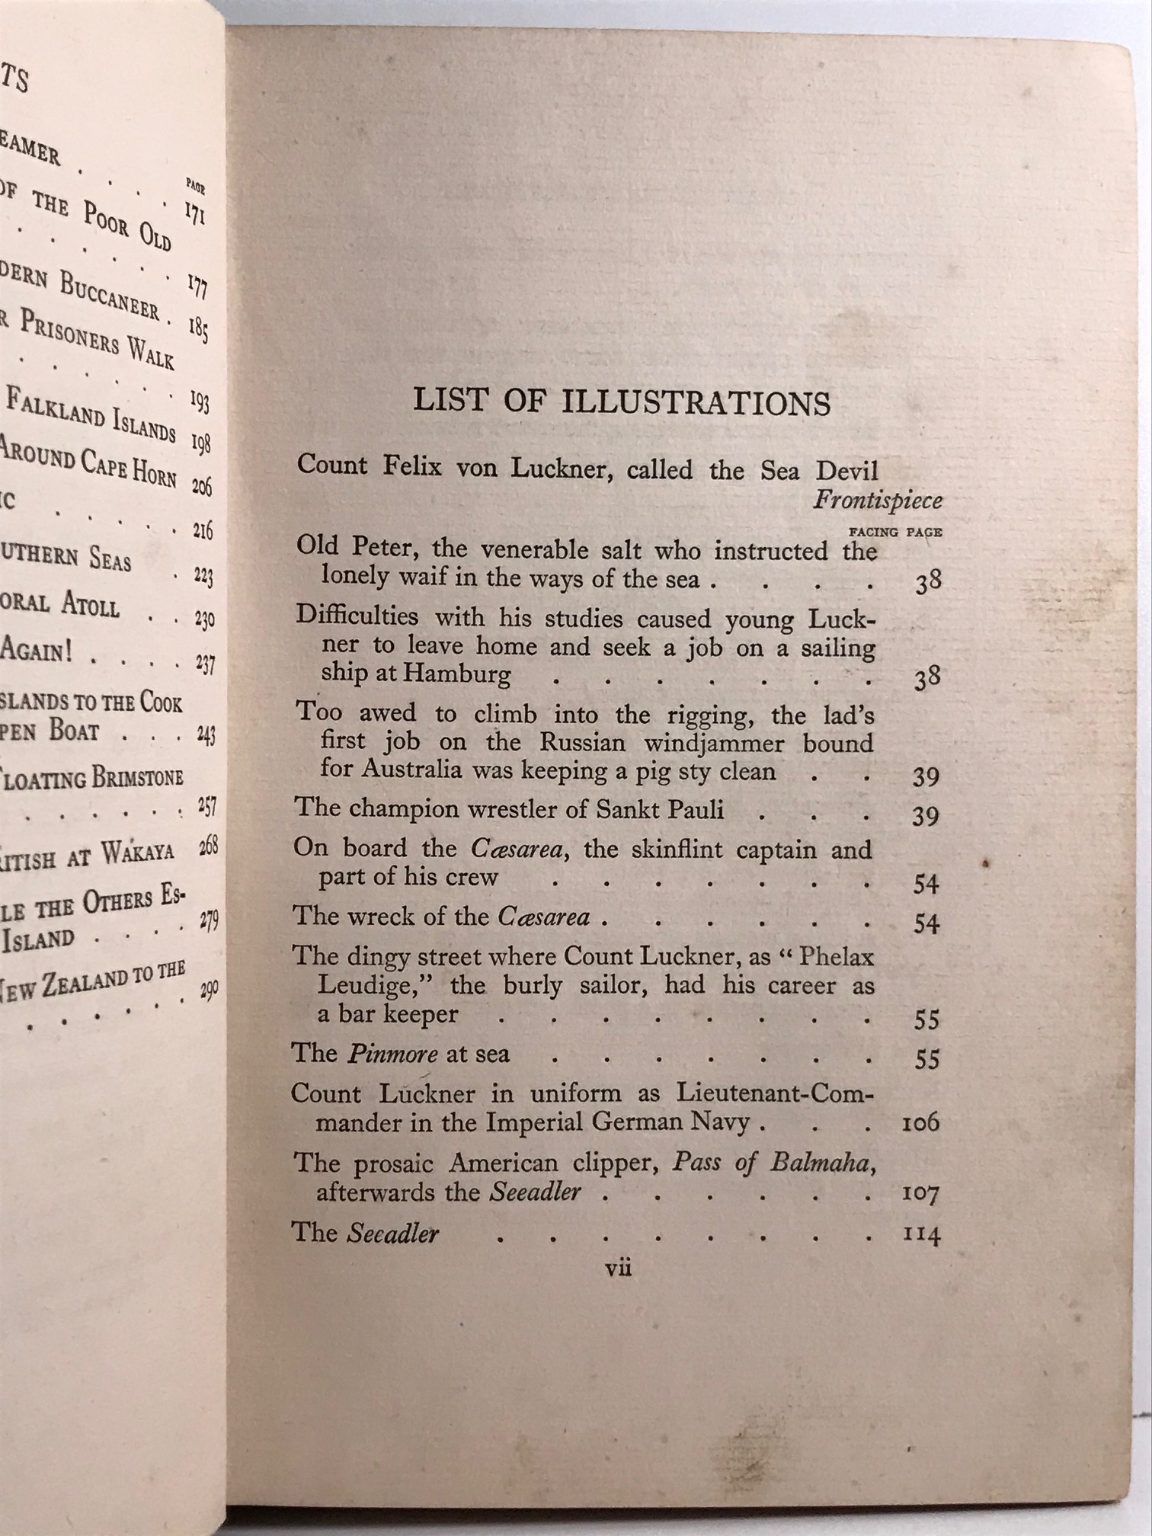 TS
EAMER . . . .
PAGE
171
OF THE POOR OLD
. . . . . . 177
DERN BUCCANEER . 185
R PRISONERS WALK
. . . . . 193
FALKLAND ISLANDS 198
AROUND CAPE HORN 206
IC . . . . . 216
UTHERN SEAS . 223
ORAL ATOLL . . 230
AGAIN! . . . . 237
SLANDS TO THE COOK
PEN BOAT . . . 243
FLOATING BRIMSTONE
. . . . . . 257
RITISH AT WAKAYA 268
LE THE OTHERS ES-
ISLAND . . . . 279
NEW ZEALAND TO THE
. . . . . . 290
LIST OF ILLUSTRATIONS
Count Felix von Luckner, called the Sea Devil
Frontispiece
FACING PAGE
Old Peter, the venerable salt who instructed the
lonely waif in the ways of the sea . . . . 38
Difficulties with his studies caused young Luck-
ner to leave home and seek a job on a sailing
ship at Hamburg . . . . . . . 38
Too awed to climb into the rigging, the lad's
first job on the Russian windjammer bound
for Australia was keeping a pig sty clean . . 39
The champion wrestler of Sankt Pauli . . . 39
On board the Cæsarea, the skinflint captain and
part of his crew . . . . . . . 54
The wreck of the Cæsarea . . . . . . 54
The dingy street where Count Luckner, as "Phelax
Leudige," the burly sailor, had his career as
a bar keeper . . . . . . . . 55
The Pinmore at sea . . . . . . . 55
Count Luckner in uniform as Lieutenant-Com-
mander in the Imperial German Navy . . . 106
The prosaic American clipper, Pass of Balmaha,
afterwards the Seeadler . . . . . . 107
The Seeadler . . . . . . . . 114
vii